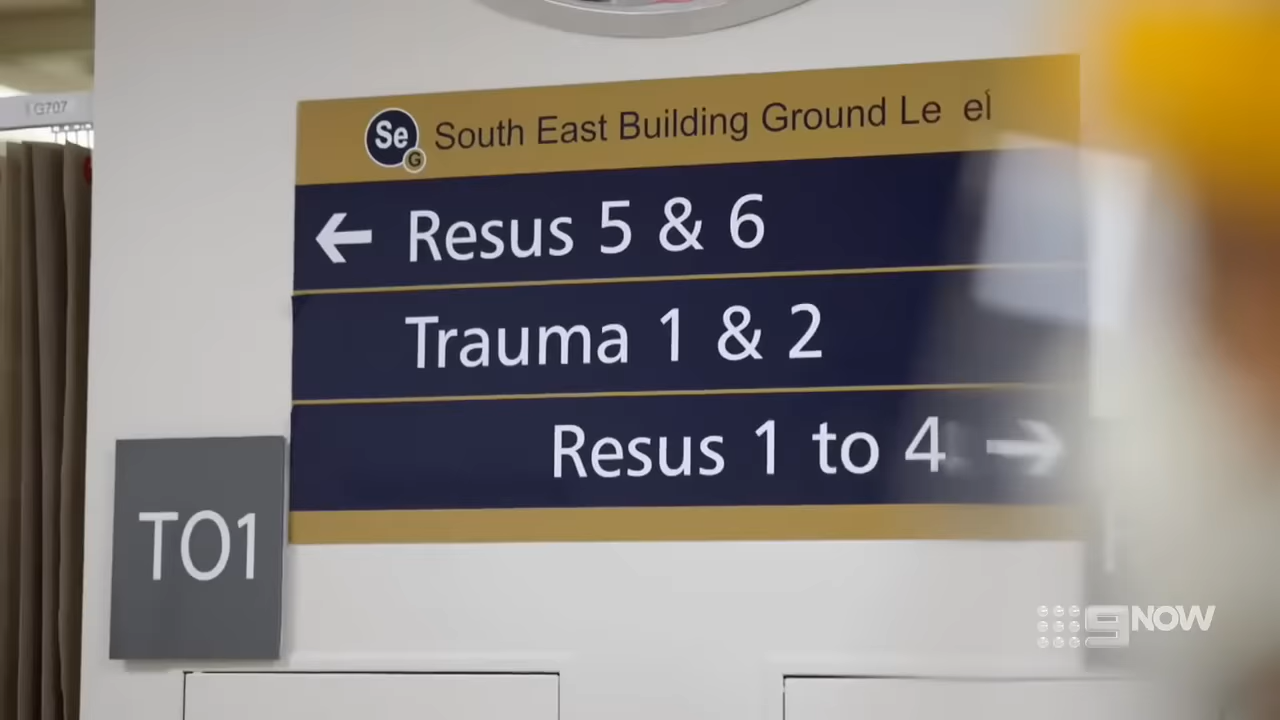 G707
Se
G
South East Building Ground Le el
Resus 5 & 6
Trauma 1 & 2
Resus 1 to 4
TO1
9NOW